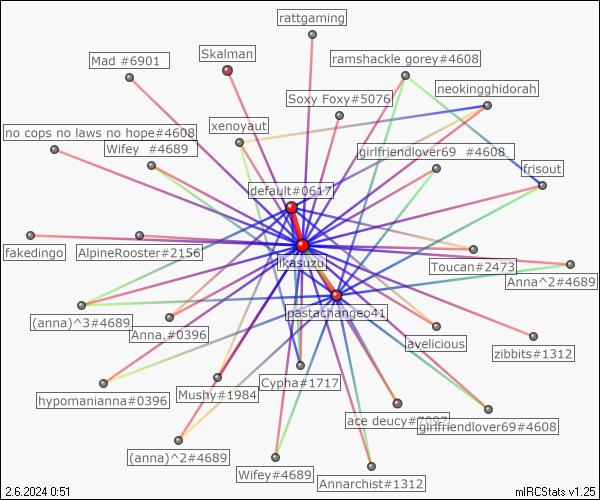 rattgaming
Skalman
ramshackle gorey#4608
Mad #6901
neokingghidorah
Soxy Foxy#5076
xenoyaut
no cops no laws no hope#4608
Wifey  #4689
girlfriendlover69  #4608
frisout
default#0617
fakedingo
AlpineRooster#2156
ikasuzu
Toucan#2473
Anna^2#4689
pastachangeo41
(anna)^3#4689
Anna.#0396
avelicious
zibbits#1312
Cypha#1717
Mushy#1984
hypomanianna#0396
ace deucy#7097
girlfriendlover69#4608
(anna)^2#4689
Wifey#4689
Annarchist#1312
2.6.2024 0:51
mIRCStats v1.25